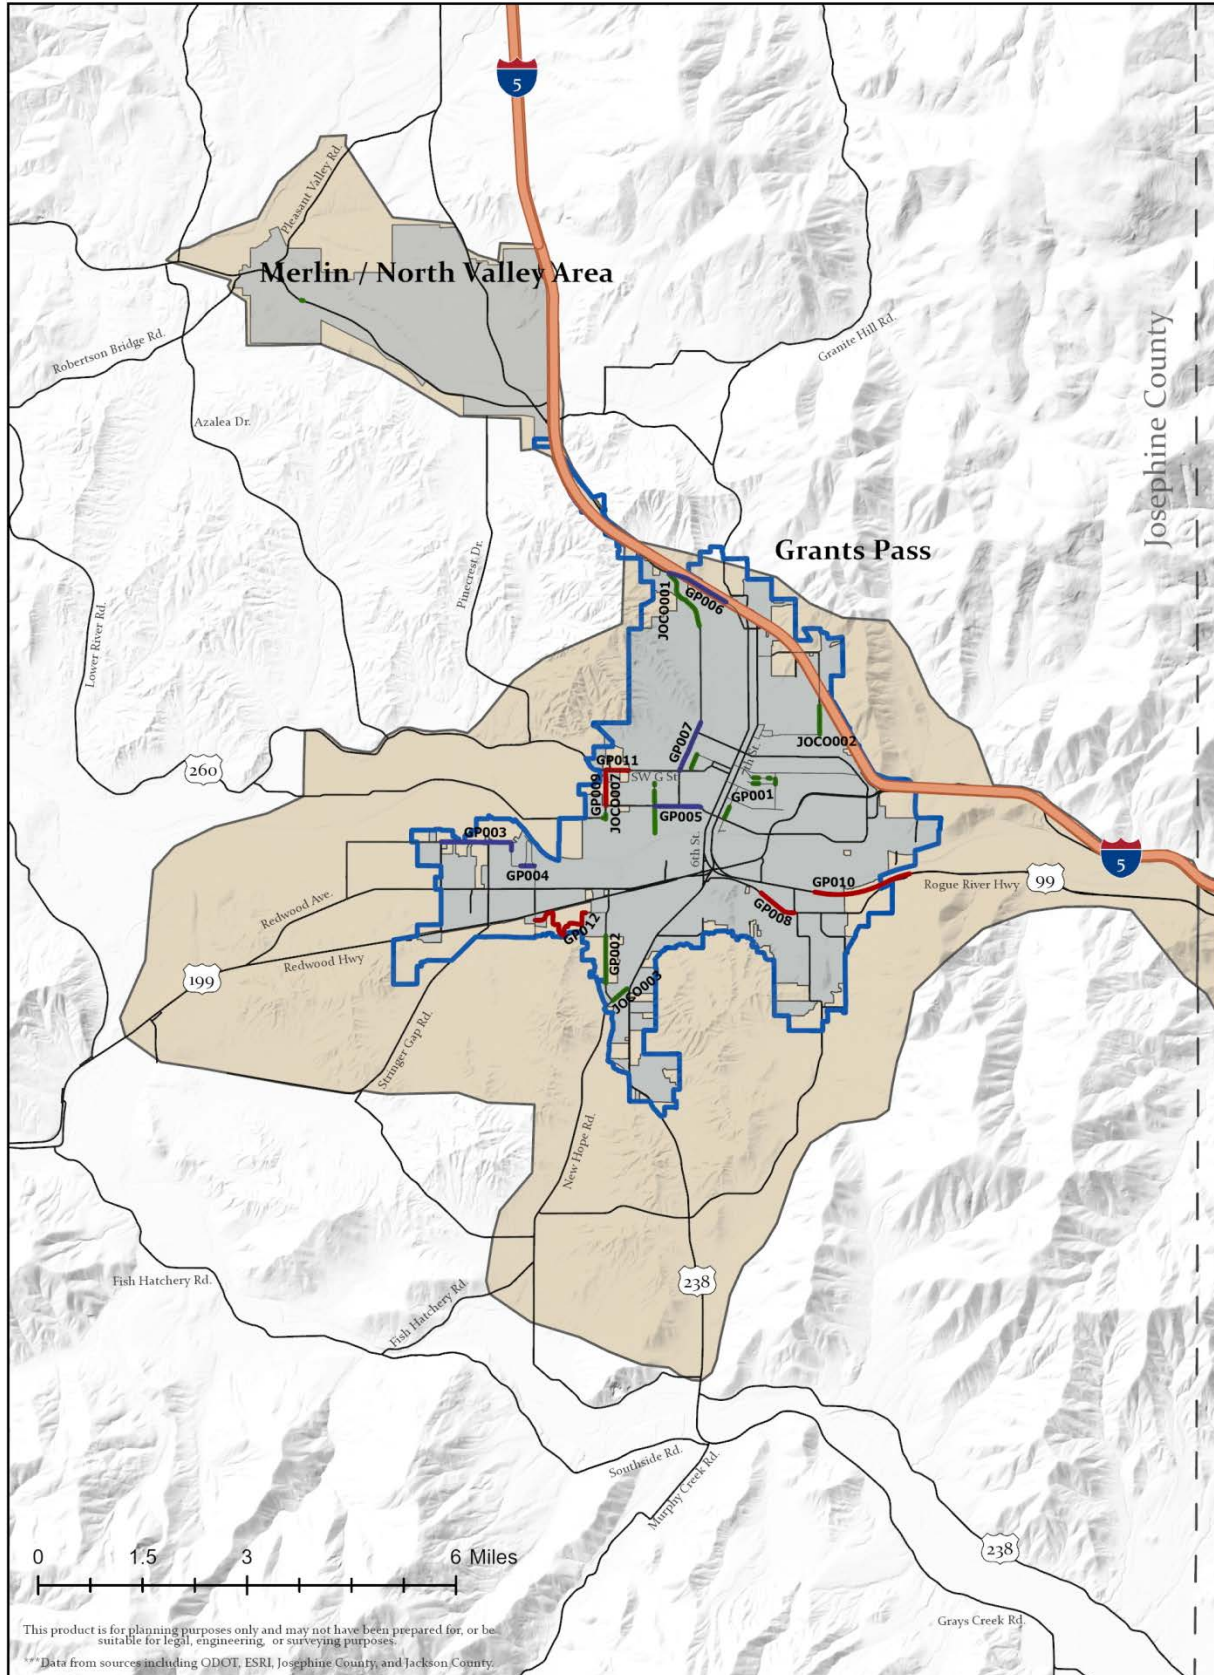 5
Pleasant Valley Rd.
Merlin / North Valley Area
Robertson Bridge Rd.
Granite Hill Rd.
Josephine County
Azalea Dr.
Grants Pass
Pinecrest Dr.
JOCO001
GP006
Lower River Rd.
GP007
JOCO002
7th St.
260
GP011
SW G St
GP009
JOCO007
GP001
GP005
GP003
6th St.
5
GP004
GP010
Rogue River Hwy
99
Redwood Ave.
GP008
GP012
GP002
Redwood Hwy
199
JOCO003
Stringer Gap Rd.
New Hope Rd.
Fish Hatchery Rd.
238
Fish Hatchery Rd.
Southside Rd.
Murphy Creek Rd.
238
0 1.5 3 6 Miles
Grays Creek Rd.
This product is for planning purposes only and may not have been prepared for, or be
suitable for legal, engineering, or surveying purposes.
***Data from sources including ODOT, ESRI, Josephine County, and Jackson County.